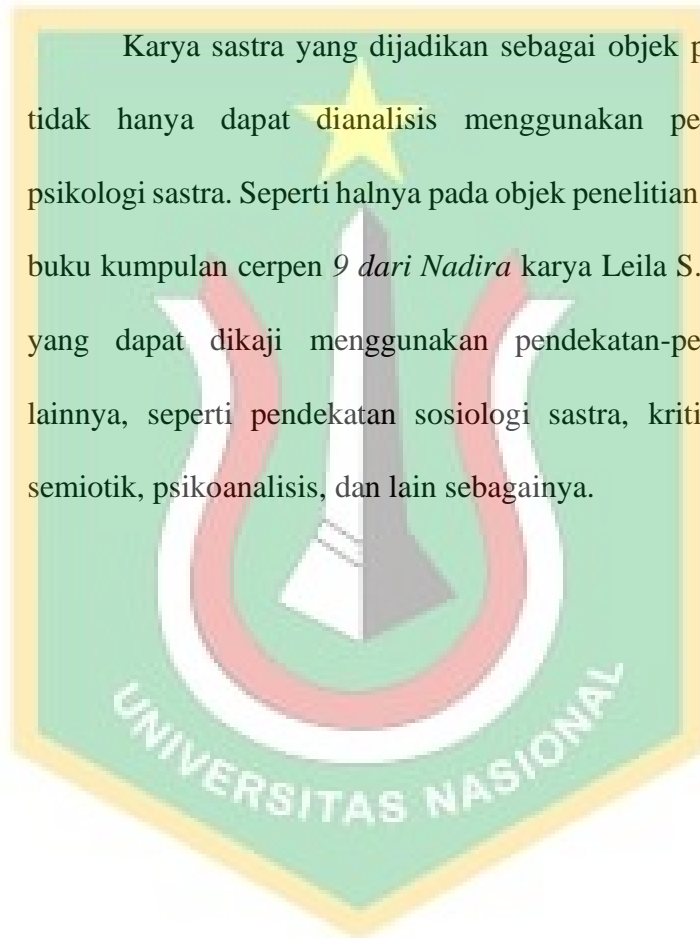 Karya sastra yang dijadikan sebagai objek p
tidak hanya dapat dianalisis menggunakan pe
psikologi sastra. Seperti halnya pada objek penelitian
buku kumpulan cerpen 9 dari Nadira karya Leila S.
yang dapat dikaji menggunakan pendekatan-pe
lainnya, seperti pendekatan sosiologi sastra, kriti
semiotik, psikoanalisis, dan lain sebagainya.
UNIVERSITAS NASIONAL